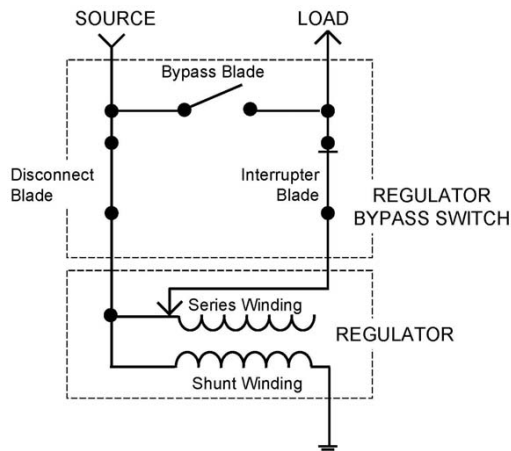 SOURCE
LOAD
Bypass Blade
Disconnect
Blade
Interrupter
Blade
REGULATOR
BYPASS SWITCH
Series Winding
REGULATOR
Shunt Winding